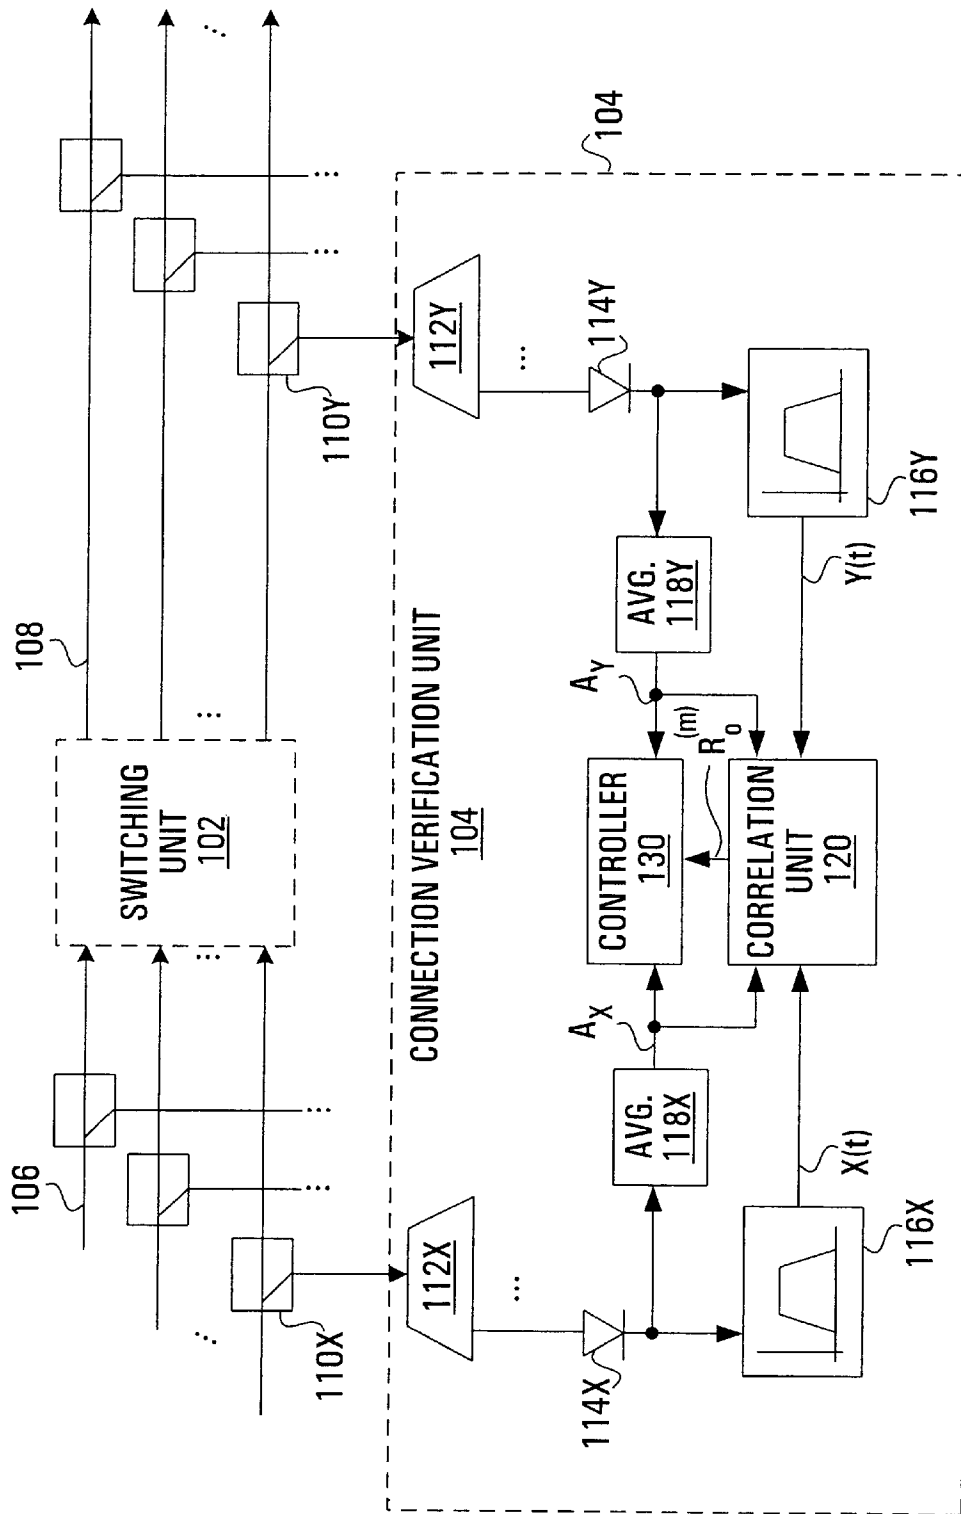 106
108
SWITCHING
UNIT
102
110X
110Y
104
CONNECTION VERIFICATION UNIT
104
112X
112Y
114X
114Y
AVG.
118X
AVG.
118Y
A_X
A_Y
CONTROLLER
130
R_o^(m)
CORRELATION
UNIT
120
X(t)
Y(t)
116X
116Y